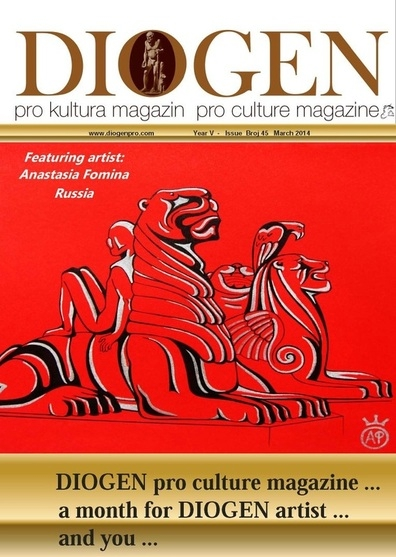 DIOGEN
pro kultura magazin pro culture magazine
www.diogenpro.com Year V - Issue Broj 45 March 2014
Featuring artist:
Anastasia Fomina
Russia
DIOGEN pro culture magazine ...
a month for DIOGEN artist ...
and you ...